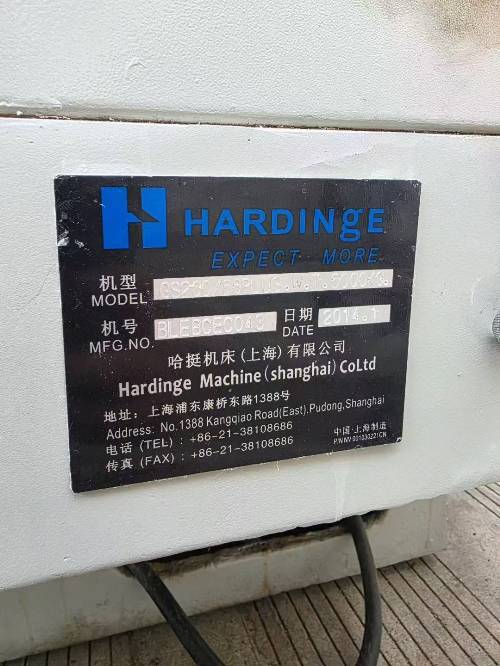 HARDINgE
EXPECT MORE
机型
MODEL
机号 日期 2014.1
MFG.NO. DATE
哈挺机床(上海)有限公司
Hardinge Machine(shanghai)CoLtd
地址: 上海浦东康桥东路1388号
Address: No.1388 Kangqiao Road(East).Pudong,Shanghai
电话 (TEL) : +86-21-38108686
传真 (FAX) : +86-21-38108686
中国·上海制造